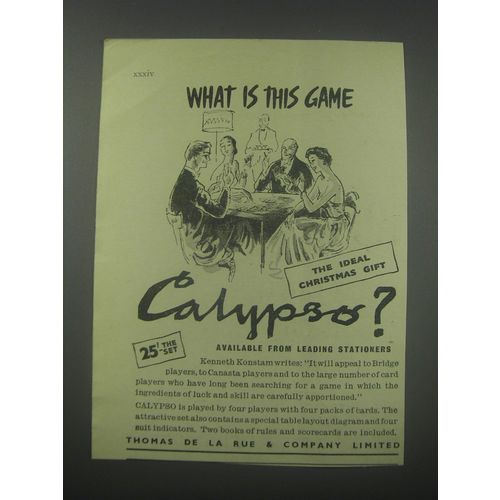 xxxiv
WHAT IS THIS GAME
THE IDEAL
CHRISTMAS GIFT
Calypso?
25/- THE SET
AVAILABLE FROM LEADING STATIONERS
Kenneth Konstam writes: "It will appeal to Bridge
players, to Canasta players and to the large number of card
players who have long been searching for a game in which the
ingredients of luck and skill are carefully apportioned."
CALYPSO is played by four players with four packs of cards. The
attractive set also contains a special table layout diagram and four
suit indicators. Two books of rules and scorecards are included.
THOMAS DE LA RUE & COMPANY LIMITED